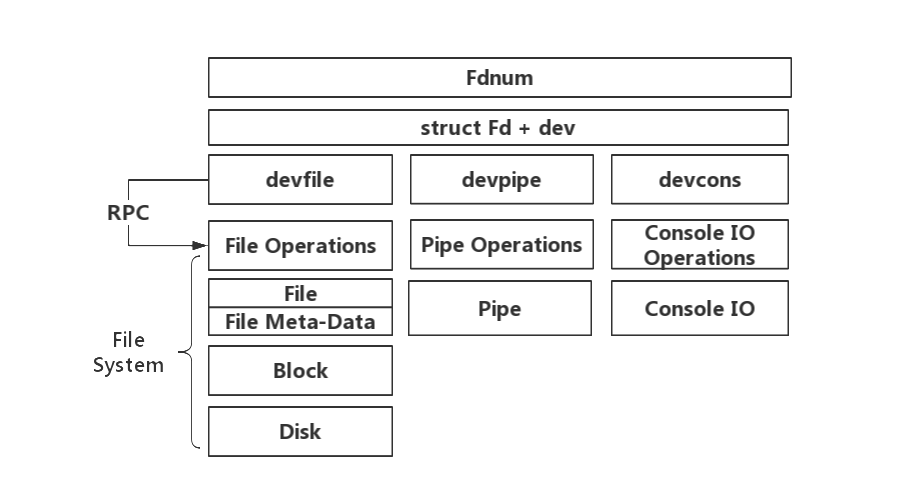 Fdnum
struct Fd + dev
devfile
devpipe
devcons
RPC
File Operations
Pipe Operations
Console IO
Operations
File
File Meta-Data
Pipe
Console IO
File
System
Block
Disk